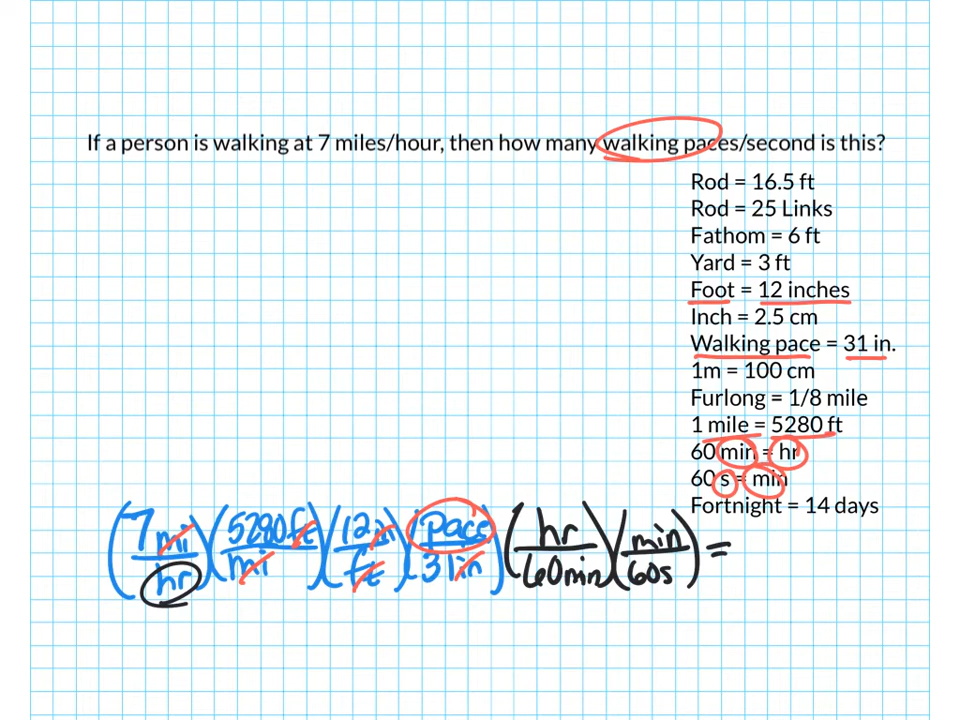 If a person is walking at 7 miles/hour, then how many walking paces/second is this?
Rod = 16.5 ft
Rod = 25 Links
Fathom = 6 ft
Yard = 3 ft
Foot = 12 inches
Inch = 2.5 cm
Walking pace = 31 in.
1m = 100 cm
Furlong = 1/8 mile
1 mile = 5280 ft
60 min = hr
60 s = min
Fortnight = 14 days
(7 mi/hr)(5280 ft/mi)(12 in/ft)(1 pace/31 in)(hr/60 min)(min/60 s) =